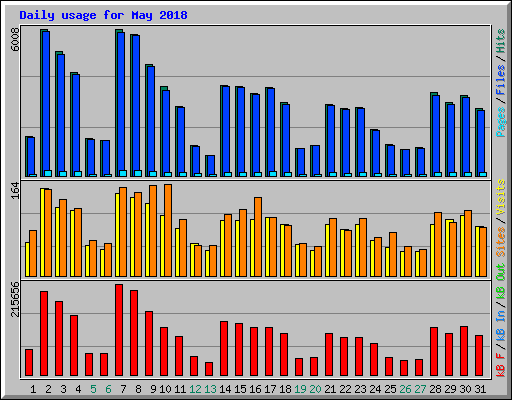 Daily usage for May 2018
6008
Pages / Files / Hits
164
Sites / Visits
215656
kB F / kB In / kB Out
1 2 3 4 5 6 7 8 9 10 11 12 13 14 15 16 17 18 19 20 21 22 23 24 25 26 27 28 29 30 31